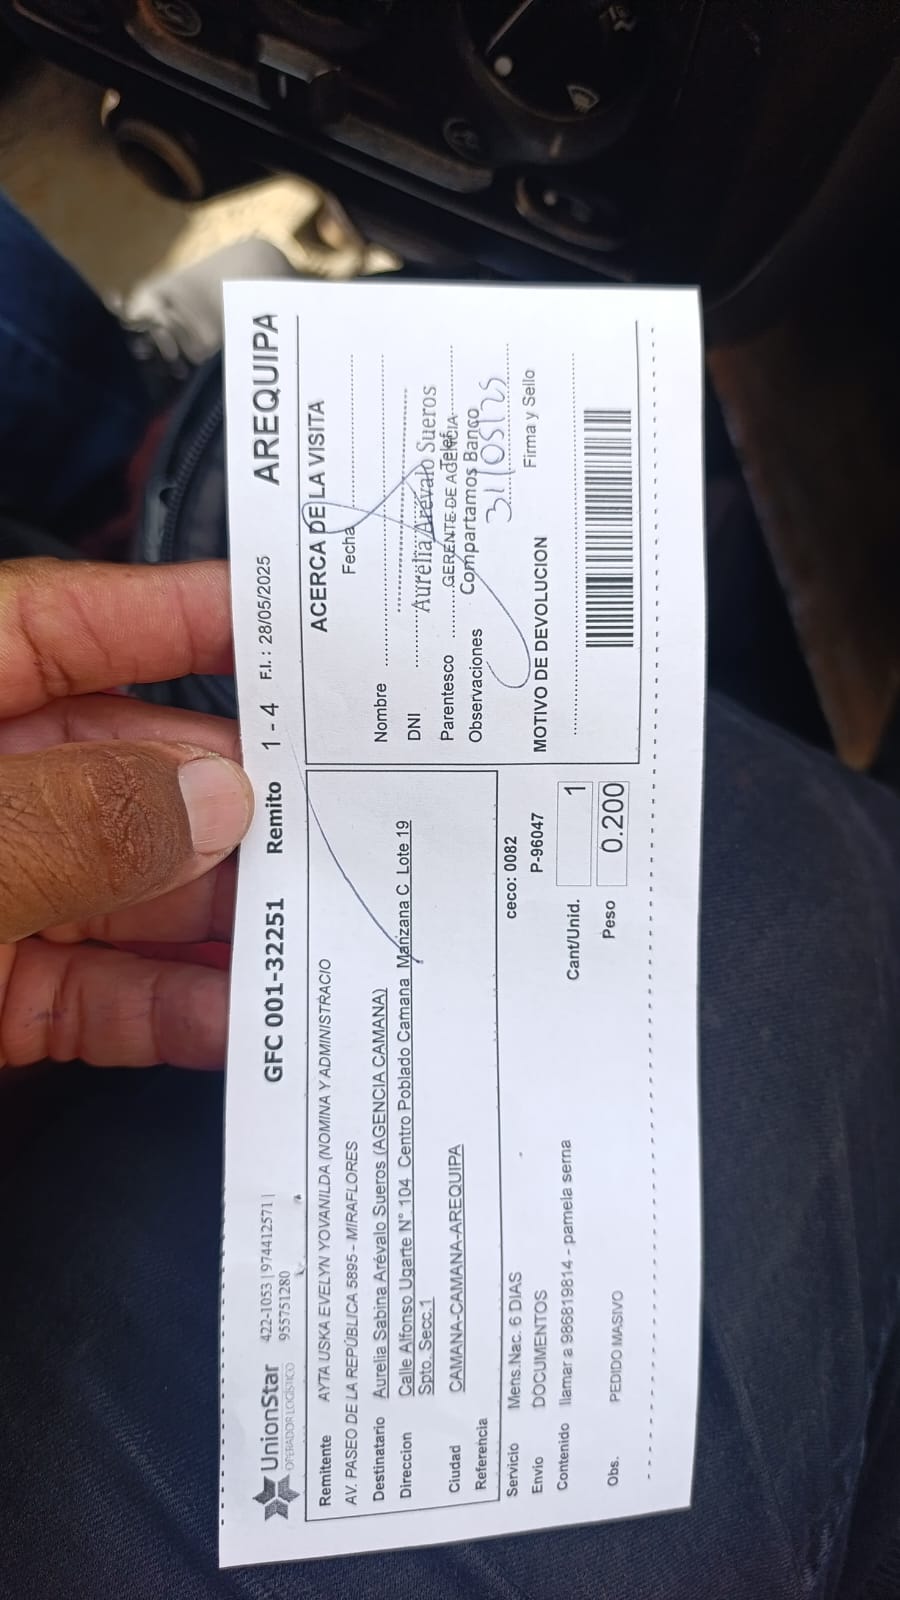 UnionStar
OPERADOR LOGÍSTICO
422-1053 | 974412571 |
955751280
GFC 001-32251
Remito 1 - 4 F.I. : 28/05/2025 AREQUIPA
Remitente AYTA USKA EVELYN YOVANILDA (NOMINA Y ADMINISTRACIO
AV. PASEO DE LA REPÚBLICA 5895 - MIRAFLORES
Destinatario Aurelia Sabina Arévalo Sueros (AGENCIA CAMANA)
Direccion Calle Alfonso Ugarte N° 104 Centro Poblado Camana Manzana C Lote 19
Spto. Secc.1
Ciudad CAMANA-CAMANA-AREQUIPA
Referencia
Servicio Mens.Nac. 6 DIAS ceco: 0082
Envio DOCUMENTOS P-96047
Contenido llamar a 986819814 - pamela serna
Cant/Unid. 1
Obs. PEDIDO MASIVO
Peso 0.200
ACERCA DE LA VISITA
Fecha
Nombre
DNI
Aurelia Arévalo Sueros
Parentesco Telef.
GERENTE DE AGENCIA
Compartamos Banco
Observaciones
31/05/25
Firma y Sello
MOTIVO DE DEVOLUCION